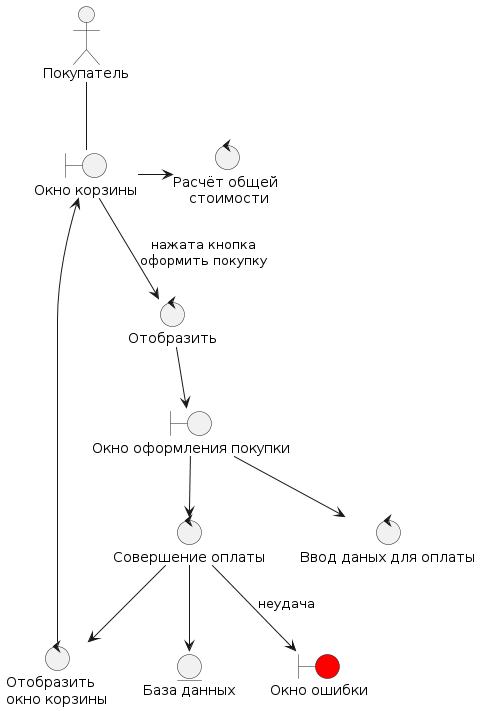 Покупатель
Окно корзины
Расчёт общей
стоимости
нажата кнопка
оформить покупку
Отобразить
Окно оформления покупки
Совершение оплаты
Ввод даных для оплаты
неудача
Отобразить
окно корзины
База данных
Окно ошибки